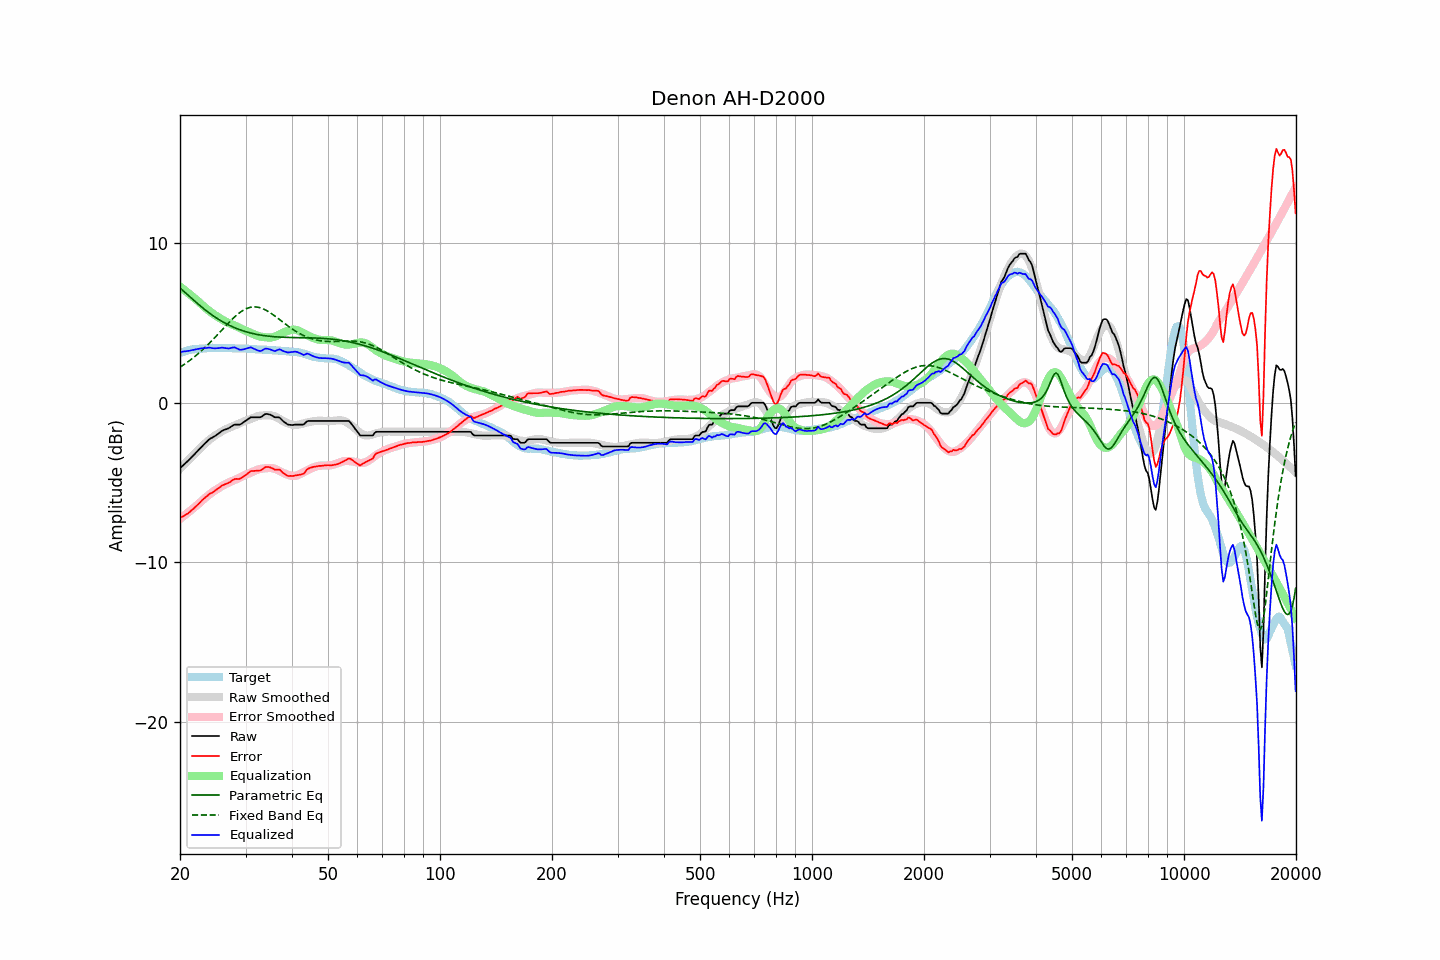 Denon AH-D2000
Amplitude (dBr)
10
0
−10
−20
Target
Raw Smoothed
Error Smoothed
Raw
Error
Equalization
Parametric Eq
Fixed Band Eq
Equalized
20 50 100 200 500 1000 2000 5000 10000 20000
Frequency (Hz)